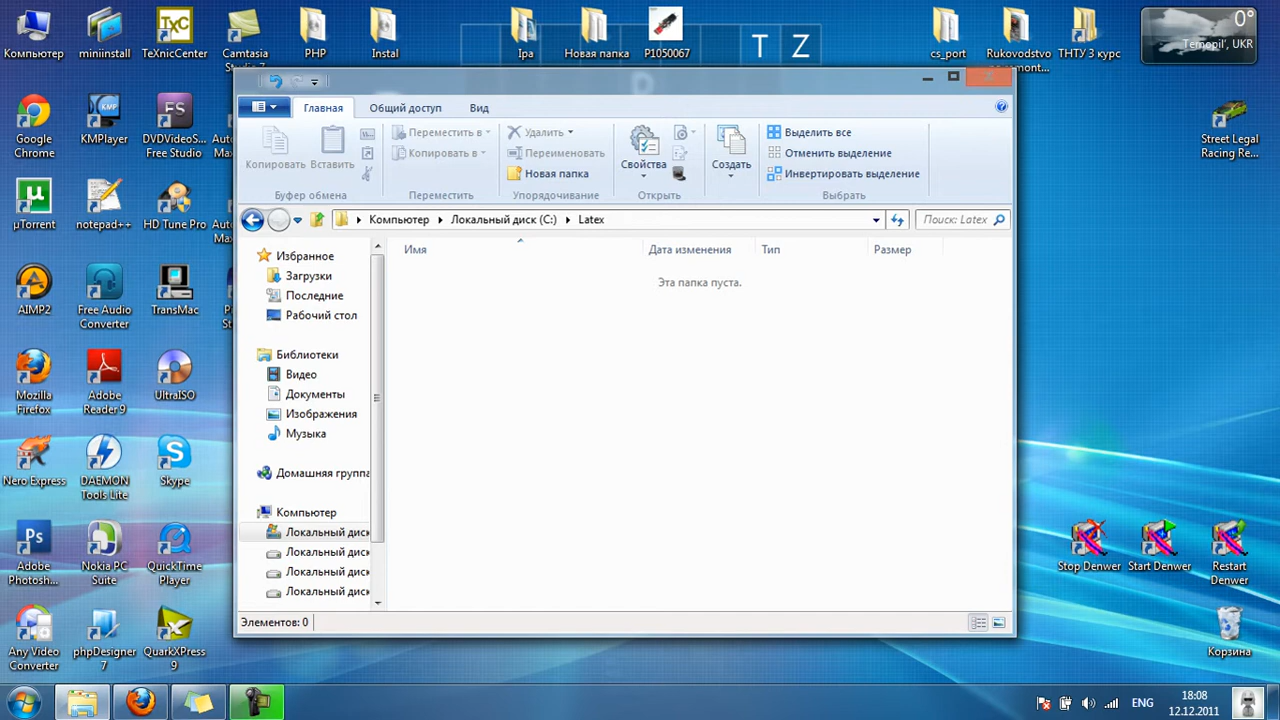 Компьютер
miniinstall
TeXnicCenter
Camtasia
Studio 7
PHP
Instal
Ipa
Новая папка
P1050067
T Z
cs_port
Rukovodstvo
ТНТУ 3 курс
0°
Ternopil', UKR
Google
Chrome
KMPlayer
DVDVideoS...
Free Studio
Street Legal
Racing Re...
µTorrent
notepad++
HD Tune Pro
AIMP2
Free Audio
Converter
TransMac
Mozilla
Firefox
Adobe
Reader 9
UltraISO
Nero Express
DAEMON
Tools Lite
Skype
Adobe
Photosh...
Nokia PC
Suite
QuickTime
Player
Any Video
Converter
phpDesigner
7
QuarkXPress
9
Stop Denwer
Start Denwer
Restart
Denwer
Корзина
Главная
Общий доступ
Вид
Копировать
Вставить
Буфер обмена
Переместить в
Копировать в
Переместить
Удалить
Переименовать
Новая папка
Упорядочивание
Свойства
Открыть
Создать
Выделить все
Отменить выделение
Инвертировать выделение
Выбрать
Компьютер
Локальный диск (C:)
Latex
Поиск: Latex
Имя
Дата изменения
Тип
Размер
Эта папка пуста.
Избранное
Загрузки
Последние
Рабочий стол
Библиотеки
Видео
Документы
Изображения
Музыка
Домашняя группа
Компьютер
Локальный диск
Локальный диск
Локальный диск
Локальный диск
Элементов: 0
ENG
18:08
12.12.2011